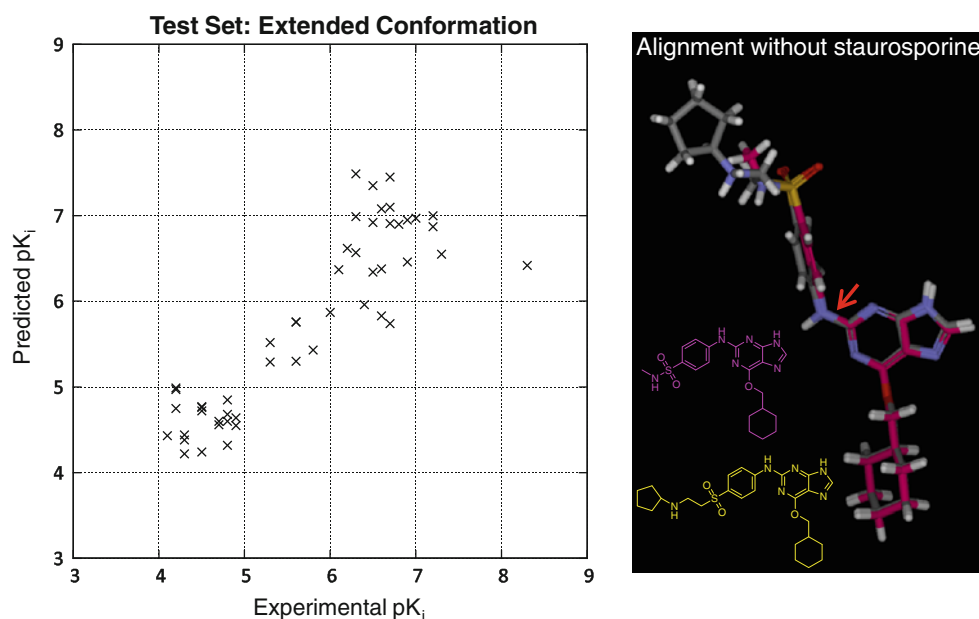 Test Set: Extended Conformation
9
8
7
6
5
4
3
3
4
5
6
7
8
9
Predicted pKi
Experimental pKi
Alignment without staurosporine
H
N
N
N
H
N
N
O
S
O
O
N
H
H
N
N
N
H
N
N
O
S
O
O
N
H